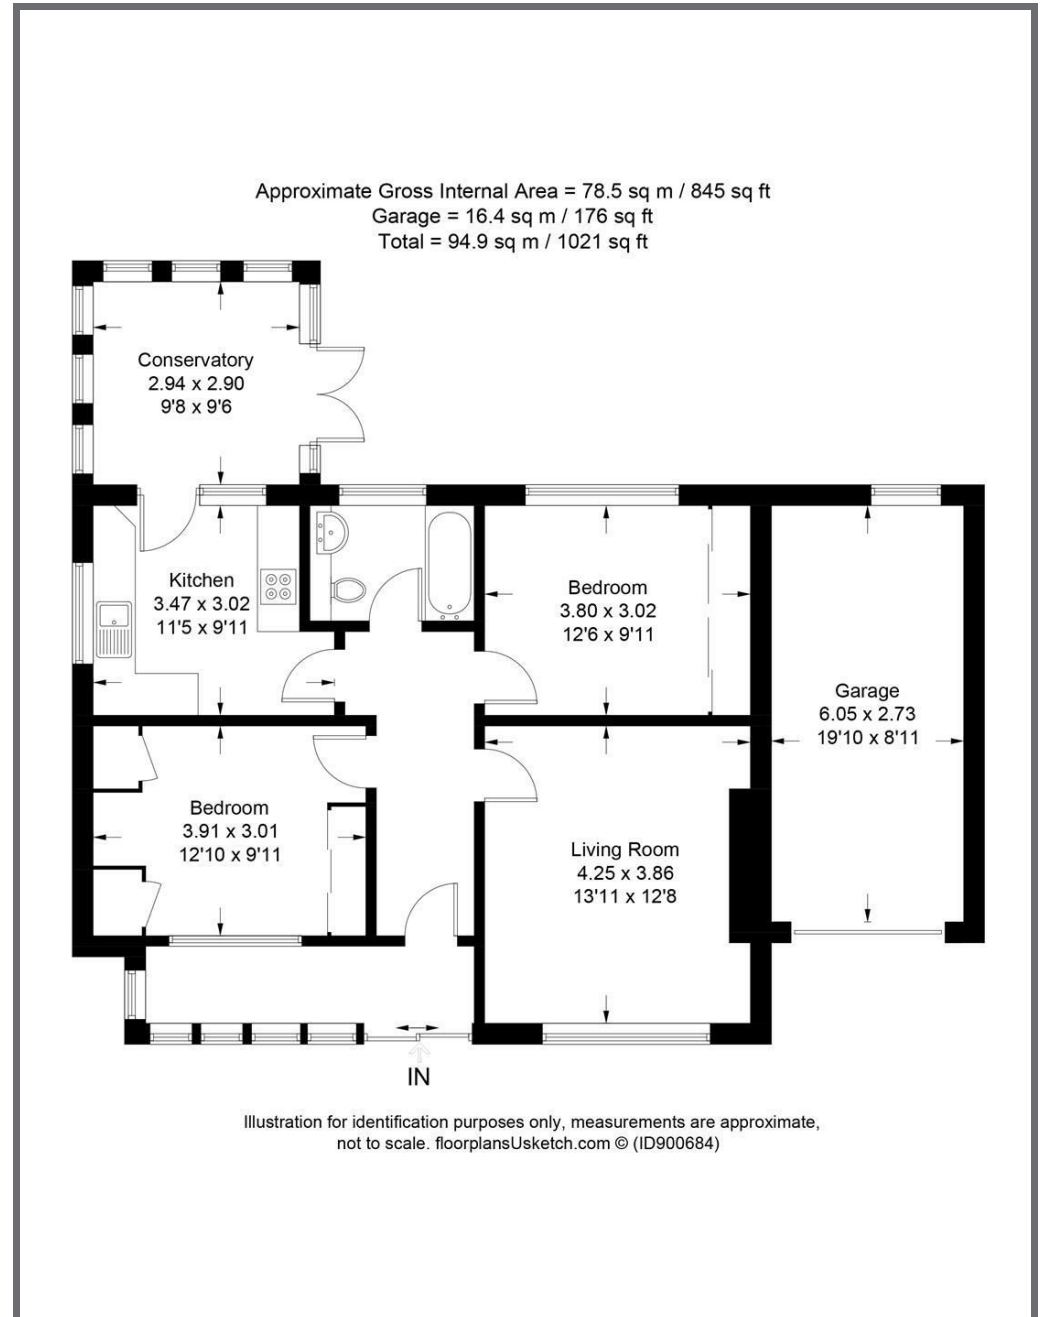 Approximate Gross Internal Area = 78.5 sq m / 845 sq ft
Garage = 16.4 sq m / 176 sq ft
Total = 94.9 sq m / 1021 sq ft
Conservatory
2.94 x 2.90
9'8 x 9'6
Kitchen
3.47 x 3.02
11'5 x 9'11
Bedroom
3.80 x 3.02
12'6 x 9'11
Garage
6.05 x 2.73
19'10 x 8'11
Bedroom
3.91 x 3.01
12'10 x 9'11
Living Room
4.25 x 3.86
13'11 x 12'8
IN
Illustration for identification purposes only, measurements are approximate,
not to scale. floorplansUsketch.com © (ID900684)